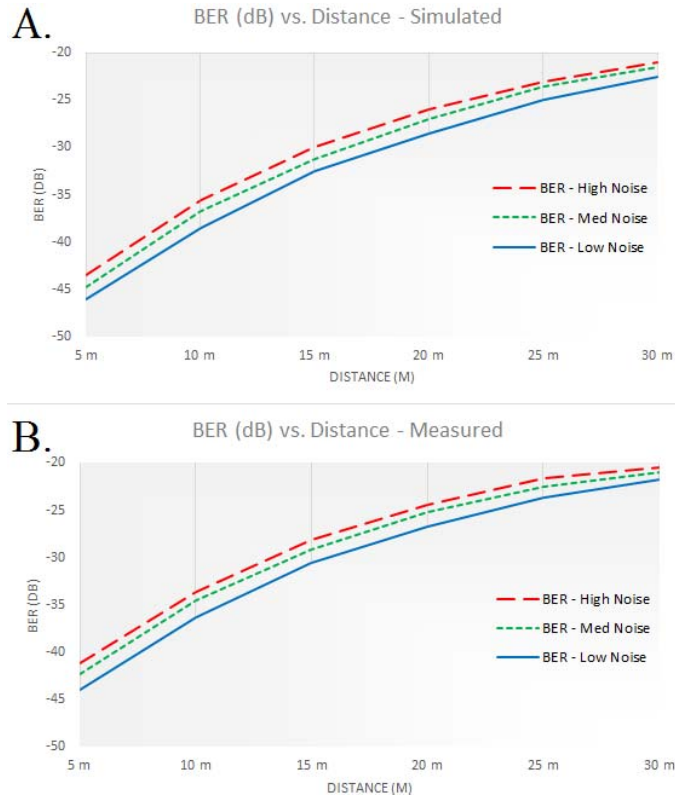 A.
BER (dB) vs. Distance - Simulated
-20
-25
-30
-35
-40
-45
-50
BER (DB)
BER - High Noise
BER - Med Noise
BER - Low Noise
5 m 10 m 15 m 20 m 25 m 30 m
DISTANCE (M)
B.
BER (dB) vs. Distance - Measured
-20
-25
-30
-35
-40
-45
-50
BER (DB)
BER - High Noise
BER - Med Noise
BER - Low Noise
5 m 10 m 15 m 20 m 25 m 30 m
DISTANCE (M)